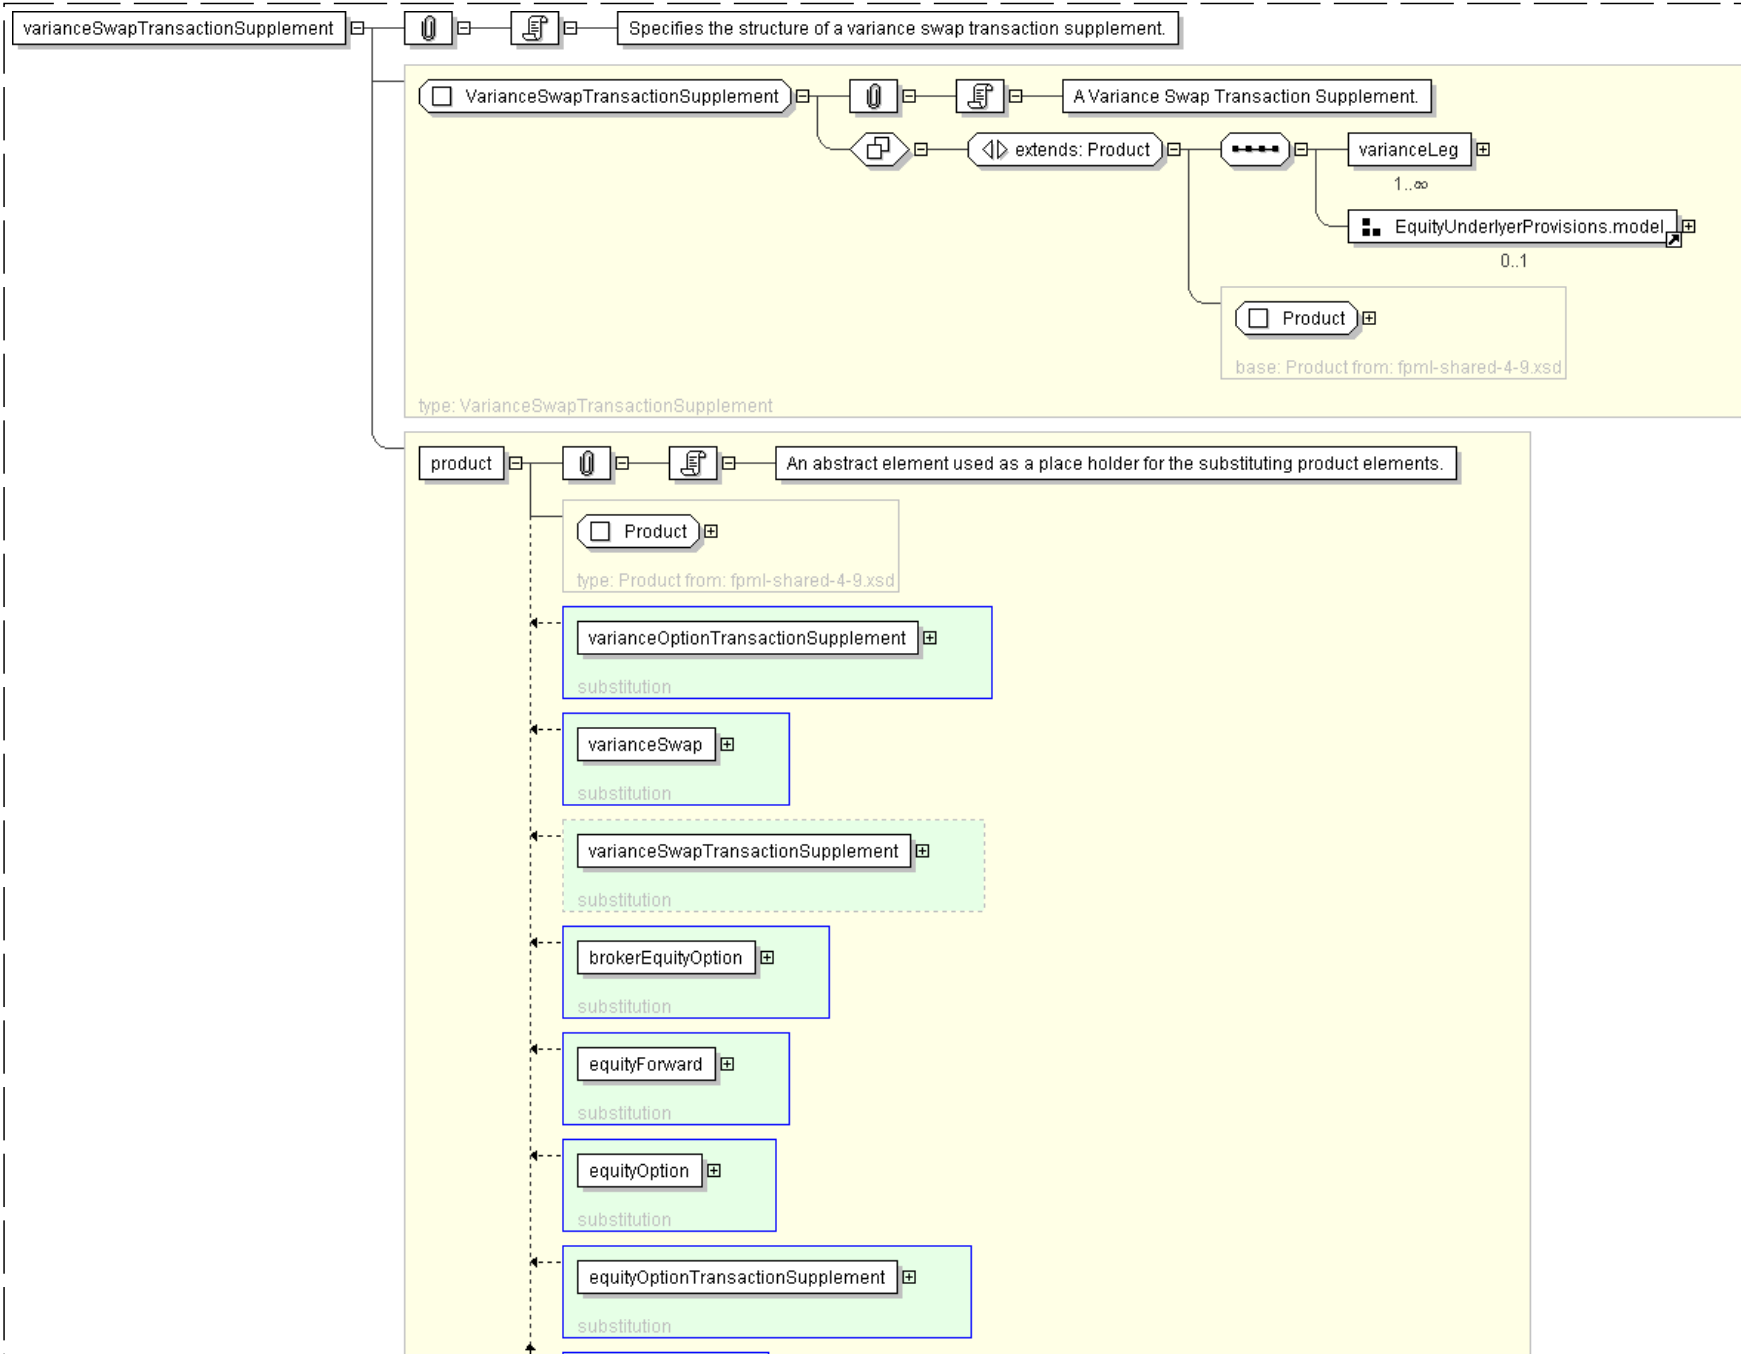 varianceSwapTransactionSupplement
Specifies the structure of a variance swap transaction supplement.
VarianceSwapTransactionSupplement
A Variance Swap Transaction Supplement.
extends: Product
varianceLeg
1..∞
EquityUnderlyerProvisions.model
0..1
Product
base: Product from: fpml-shared-4-9.xsd
type: VarianceSwapTransactionSupplement
product
An abstract element used as a place holder for the substituting product elements.
Product
type: Product from: fpml-shared-4-9.xsd
varianceOptionTransactionSupplement
substitution
varianceSwap
substitution
varianceSwapTransactionSupplement
substitution
brokerEquityOption
substitution
equityForward
substitution
equityOption
substitution
equityOptionTransactionSupplement
substitution